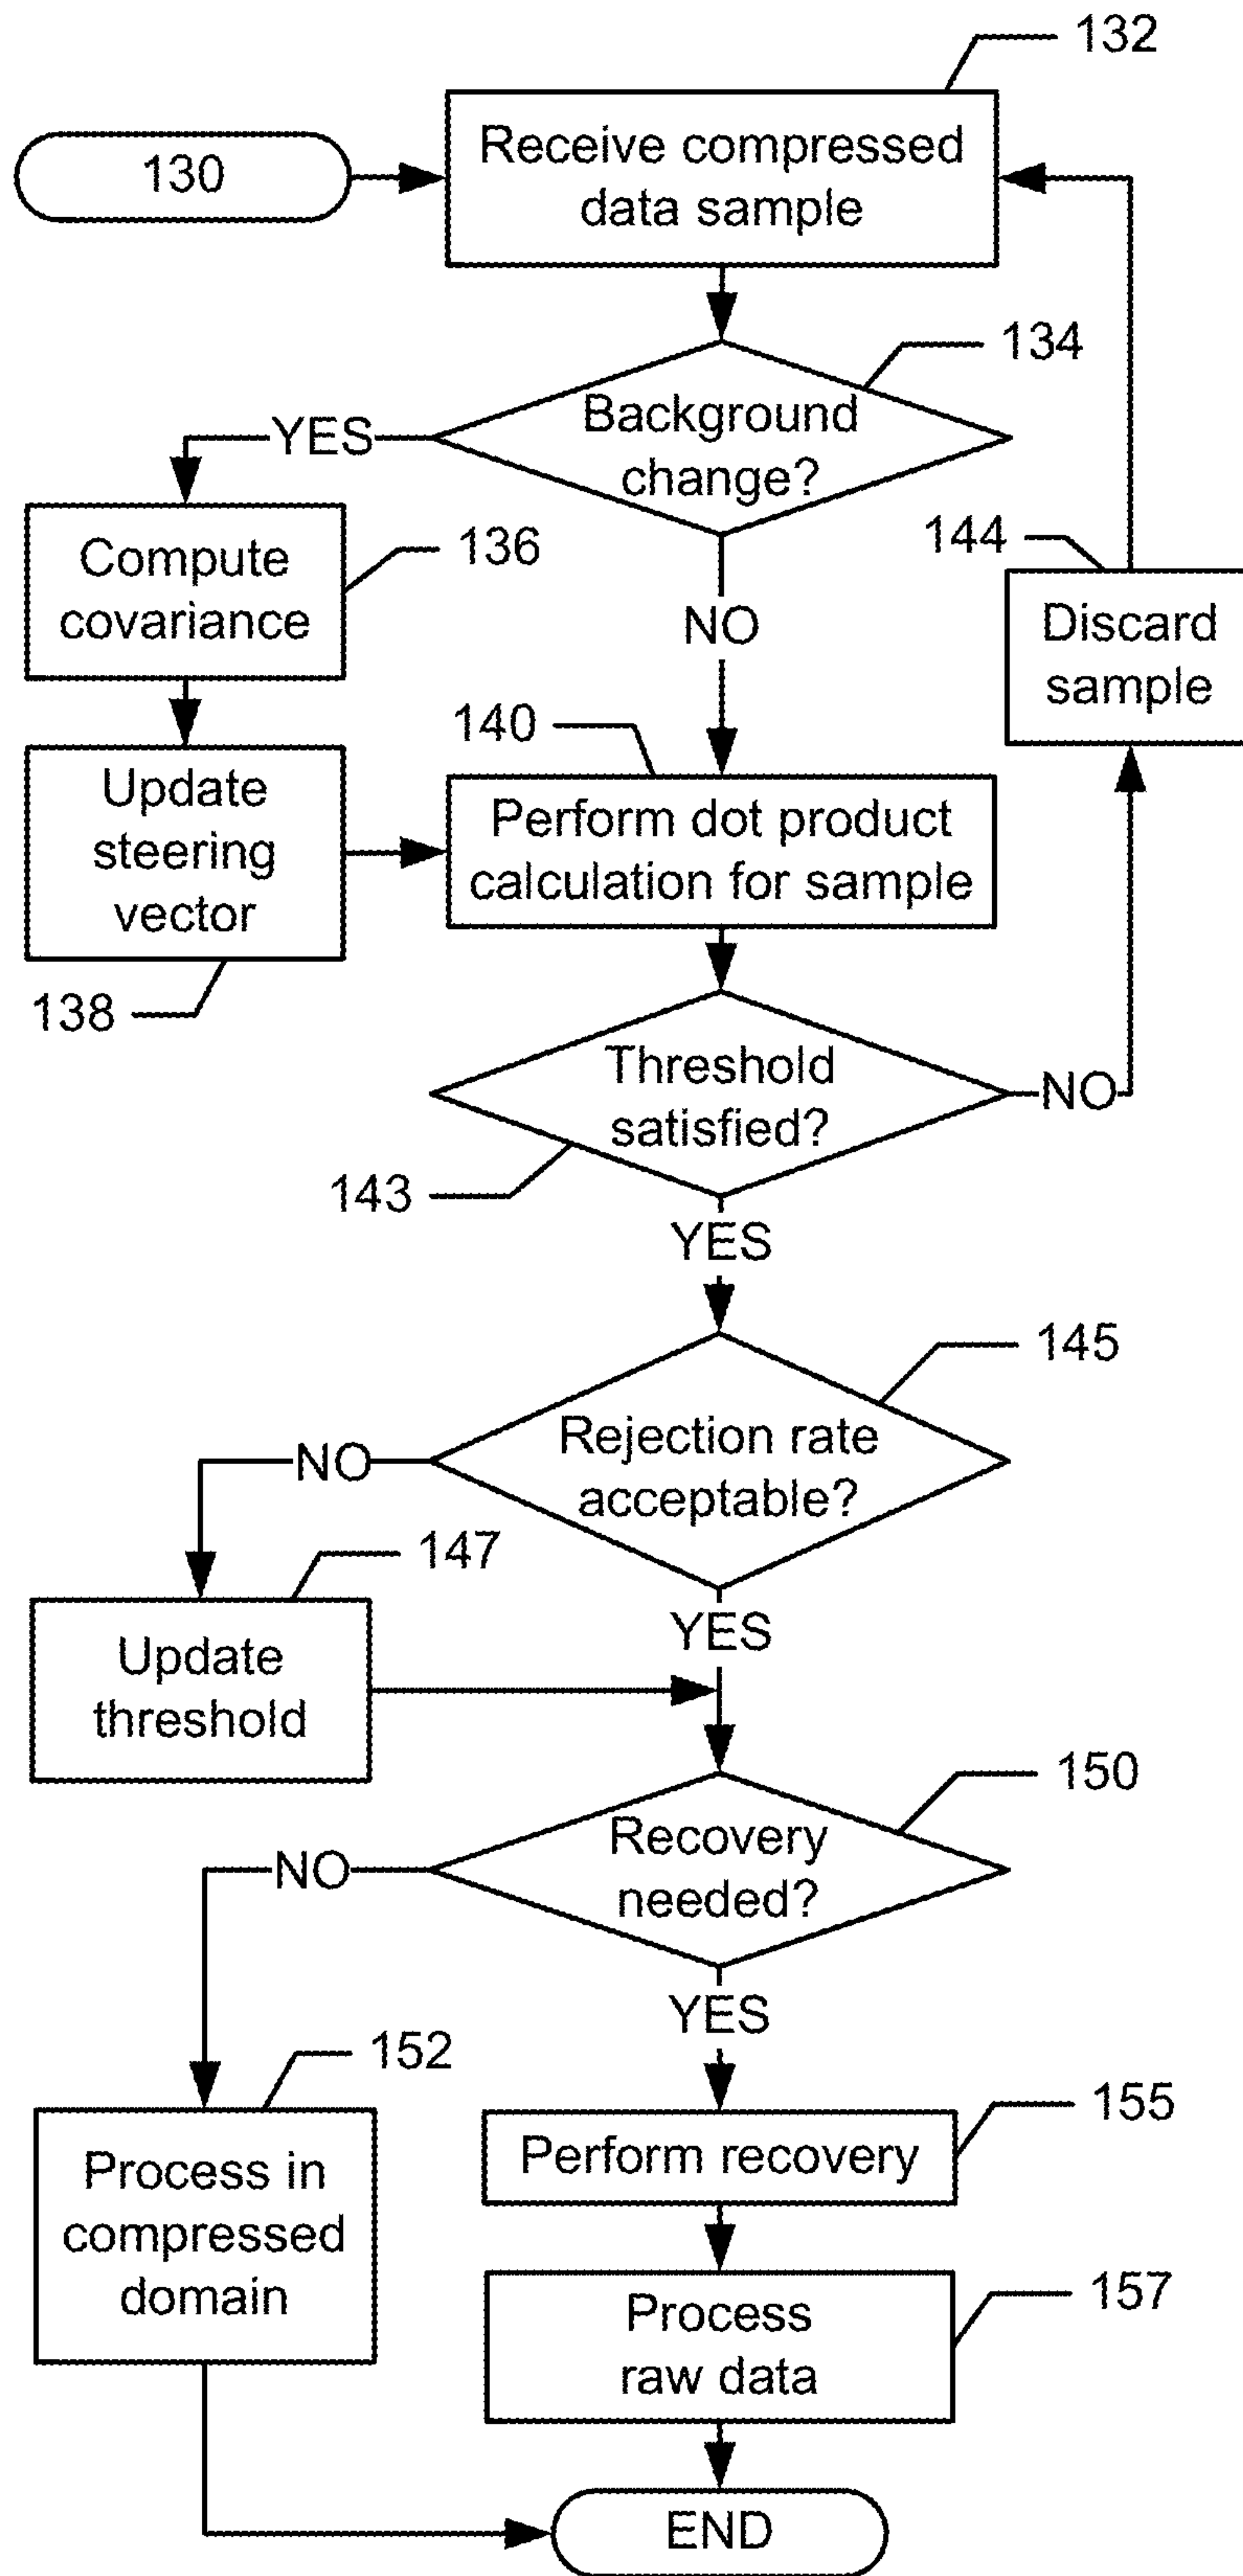 132
130
Receive compressed
data sample
134
Background
change?
YES
144
136
Compute
covariance
NO
Discard
sample
140
Update
steering
vector
Perform dot product
calculation for sample
138
Threshold
satisfied?
NO
143
YES
145
Rejection rate
acceptable?
NO
147
YES
Update
threshold
150
Recovery
needed?
NO
YES
152
155
Process in
compressed
domain
Perform recovery
157
Process
raw data
END